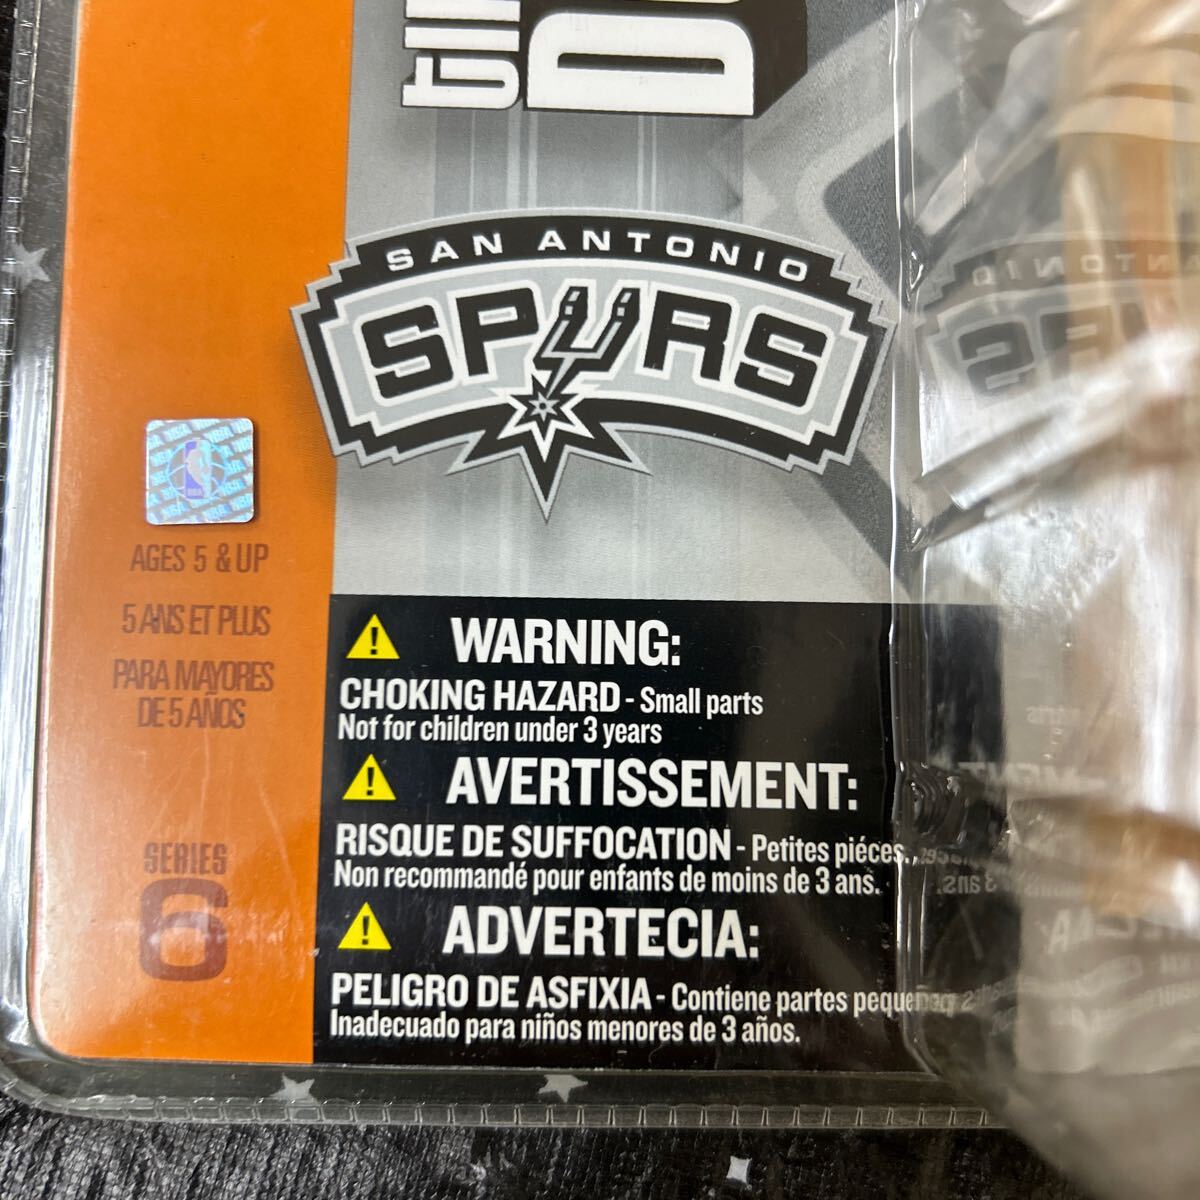 SAN ANTONIO
SPURS
NBA
AGES 5 & UP
5 ANS ET PLUS
PARA MAYORES
DE 5 AÑOS
SERIES
6
WARNING:
CHOKING HAZARD - Small parts
Not for children under 3 years
AVERTISSEMENT:
RISQUE DE SUFFOCATION - Petites piéces.
Non recommandé pour enfants de moins de 3 ans.
ADVERTECIA:
PELIGRO DE ASFIXIA - Contiene partes
Inadecuado para niños menores de 3 años.